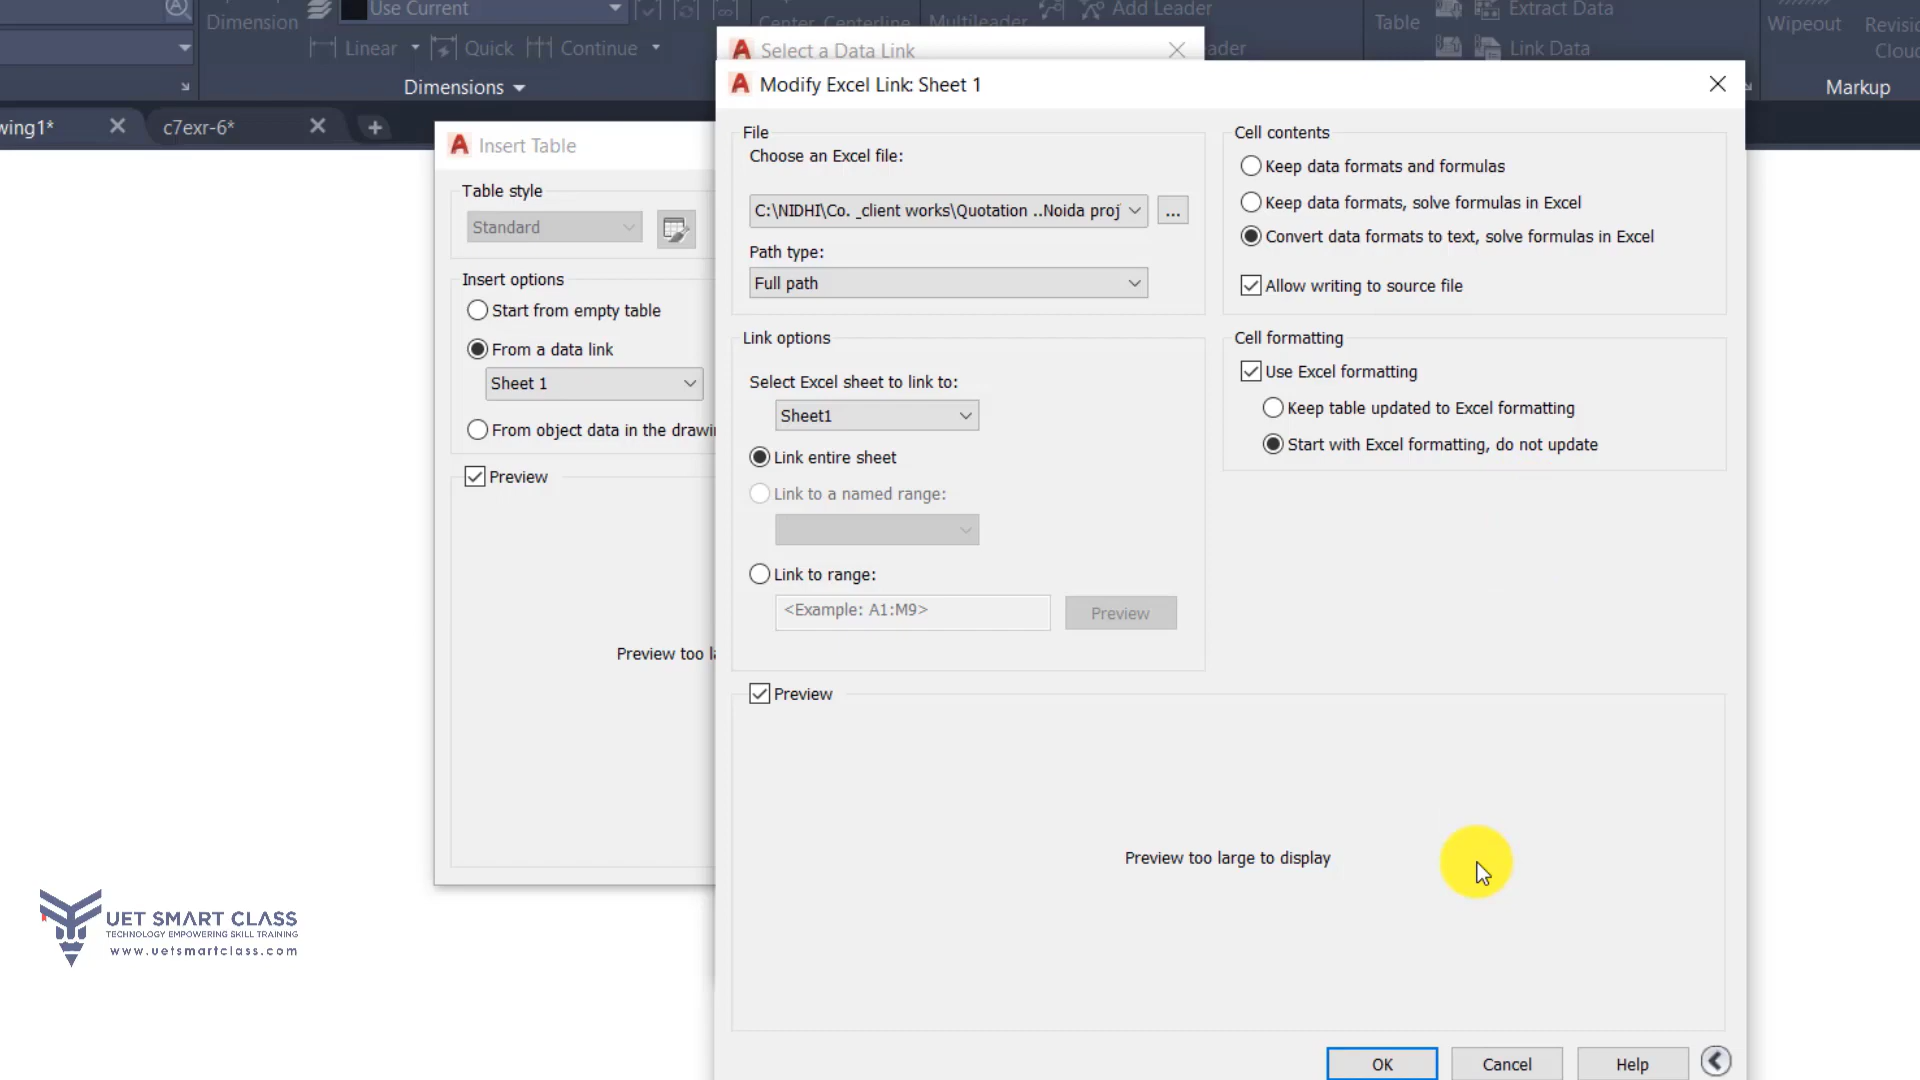 Use Current
Dimension
Center Centerline
Multileader
Add Leader
Table
Extract Data
Wipeout
Linear
Quick
Continue
Link Data
Cloud
Dimensions
Markup
wing1*
c7exr-6*
Select a Data Link
Modify Excel Link: Sheet 1
Insert Table
Table style
Standard
Insert options
Start from empty table
From a data link
Sheet 1
From object data in the drawi
Preview
Preview too la
File
Choose an Excel file:
C:\NIDHI\Co. _client works\Quotation ..Noida proj
...
Path type:
Full path
Link options
Select Excel sheet to link to:
Sheet1
Link entire sheet
Link to a named range:
Link to range:
<Example: A1:M9>
Preview
Cell contents
Keep data formats and formulas
Keep data formats, solve formulas in Excel
Convert data formats to text, solve formulas in Excel
Allow writing to source file
Cell formatting
Use Excel formatting
Keep table updated to Excel formatting
Start with Excel formatting, do not update
Preview
Preview too large to display
OK
Cancel
Help
UET SMART CLASS
TECHNOLOGY EMPOWERING SKILL TRAINING
www.uetsmartclass.com